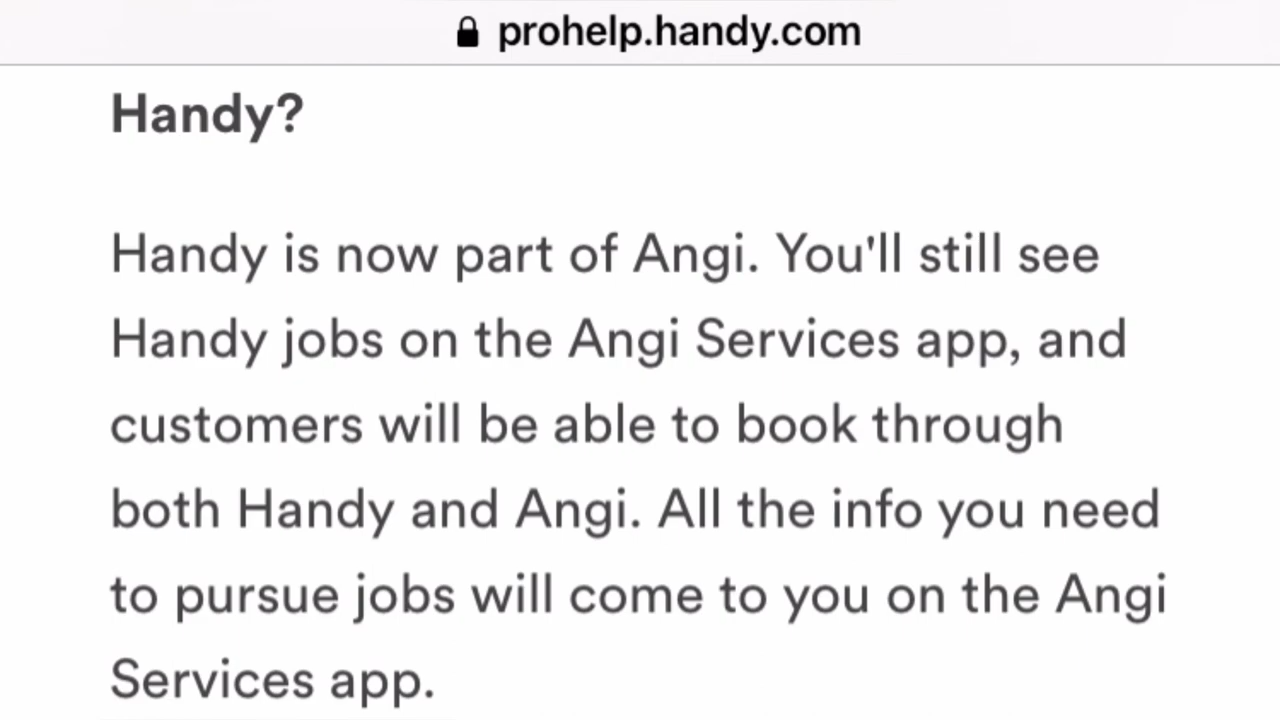 prohelp.handy.com
Handy?
Handy is now part of Angi. You'll still see
Handy jobs on the Angi Services app, and
customers will be able to book through
both Handy and Angi. All the info you need
to pursue jobs will come to you on the Angi
Services app.